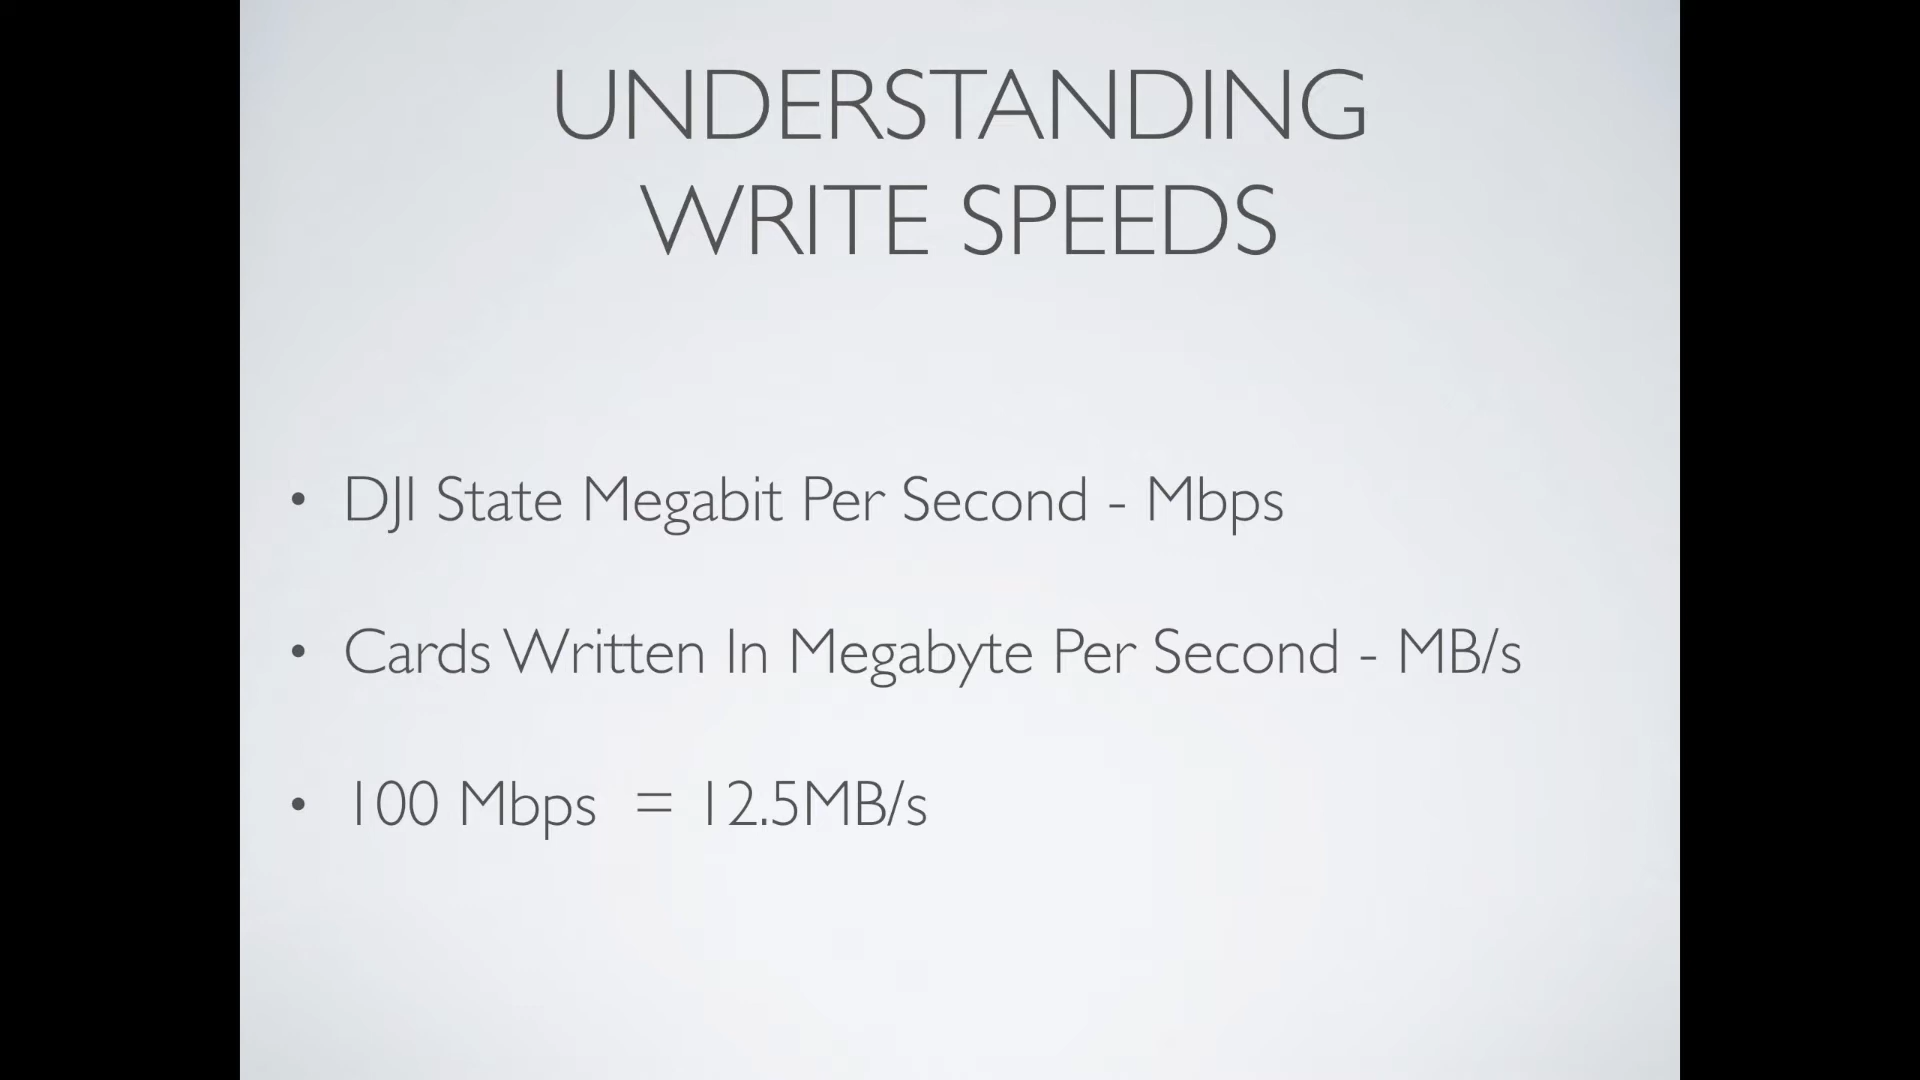 UNDERSTANDING
WRITE SPEEDS
• DJI State Megabit Per Second - Mbps
• Cards Written In Megabyte Per Second - MB/s
• 100 Mbps = 12.5MB/s